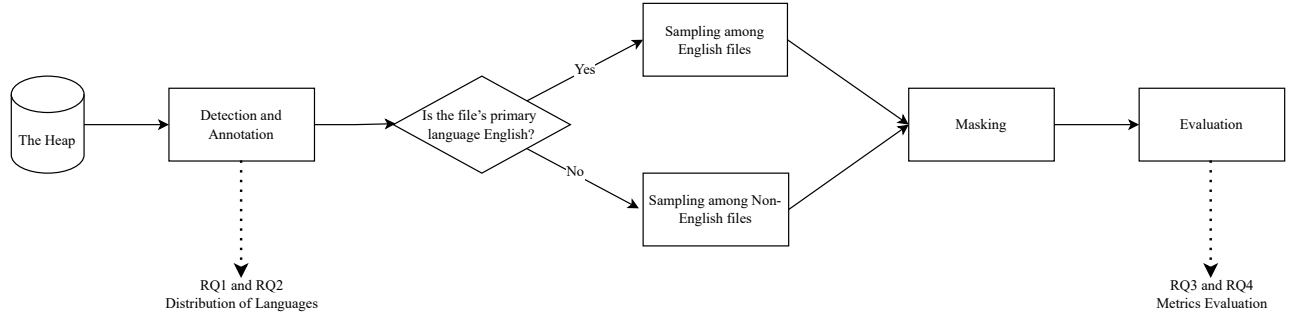 The Heap
Detection and
Annotation
Is the file's primary
language English?
Yes
No
Sampling among
English files
Sampling among Non-
English files
Masking
Evaluation
RQ1 and RQ2
Distribution of Languages
RQ3 and RQ4
Metrics Evaluation